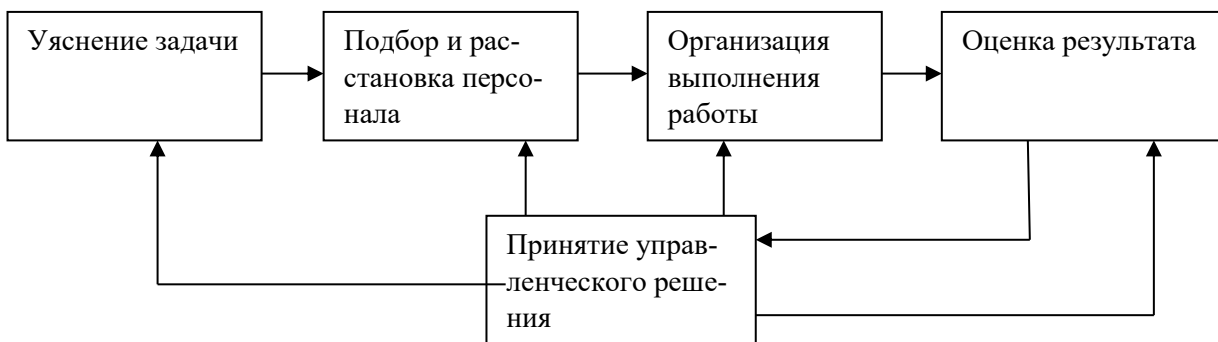 Уяснение задачи
Подбор и рас-
становка персо-
нала
Организация
выполнения
работы
Оценка результата
Принятие управ-
ленческого реше-
ния